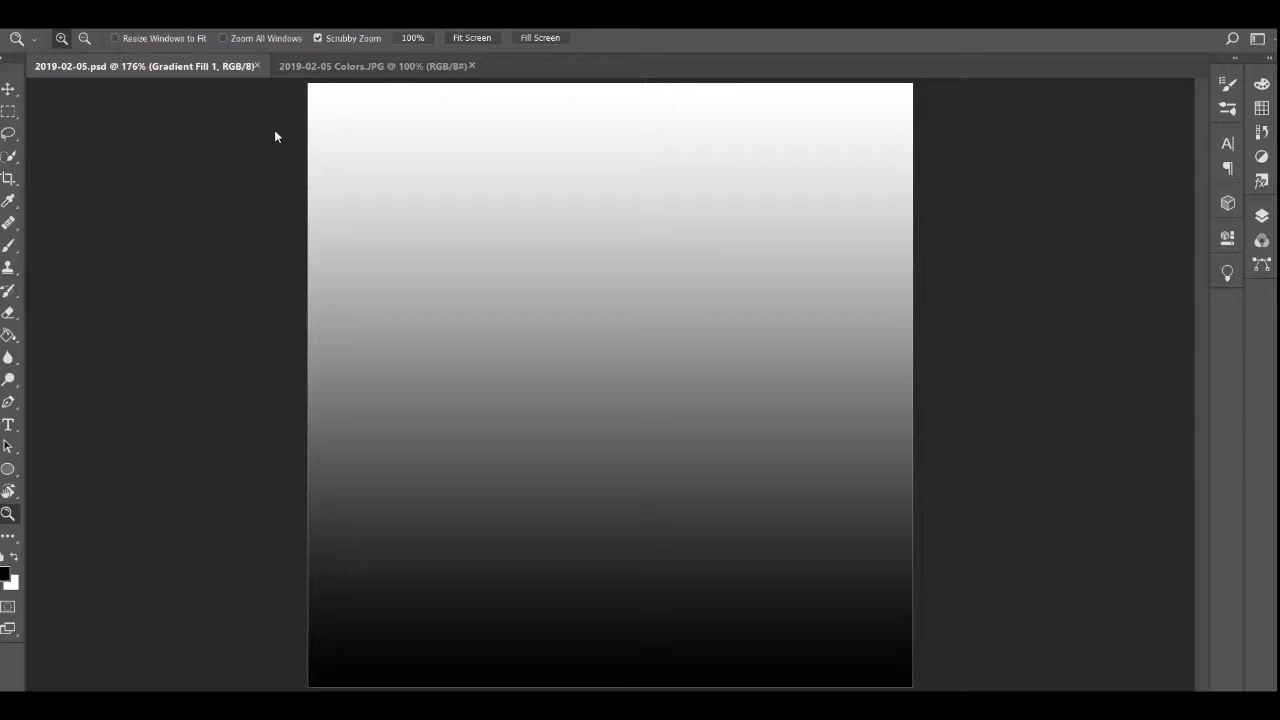 Resize Windows to Fit Zoom All Windows Scrubby Zoom 100% Fit Screen Fill Screen
2019-02-05.psd @ 176% (Gradient Fill 1, RGB/8) × 2019-02-05 Colors.JPG @ 100% (RGB/8#) ×